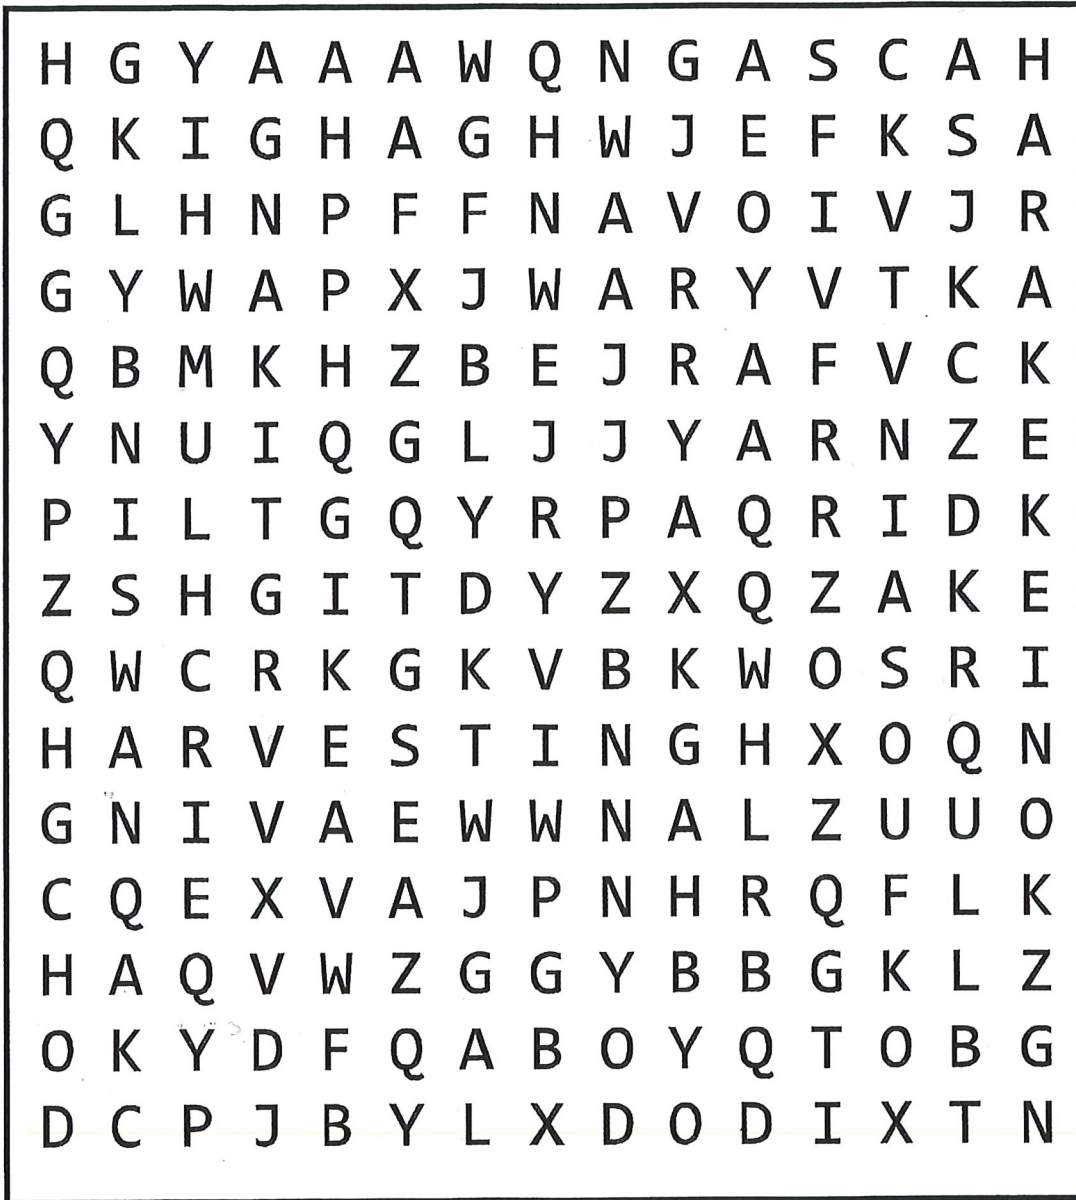 H G Y A A A W Q N G A S C A H
Q K I G H A G H W J E F K S A
G L H N P F F N A V O I V J R
G Y W A P X J W A R Y V T K A
Q B M K H Z B E J R A F V C K
Y N U I Q G L J J Y A R N Z E
P I L T G Q Y R P A Q R I D K
Z S H G I T D Y Z X Q Z A K E
Q W C R K G K V B K W O S R I
H A R V E S T I N G H X O Q N
G N I V A E W W N A L Z U U O
C Q E X V A J P N H R Q F L K
H A Q V W Z G G Y B B G K L Z
O K Y D F Q A B O Y Q T O B G
D C P J B Y L X D O D I X T N